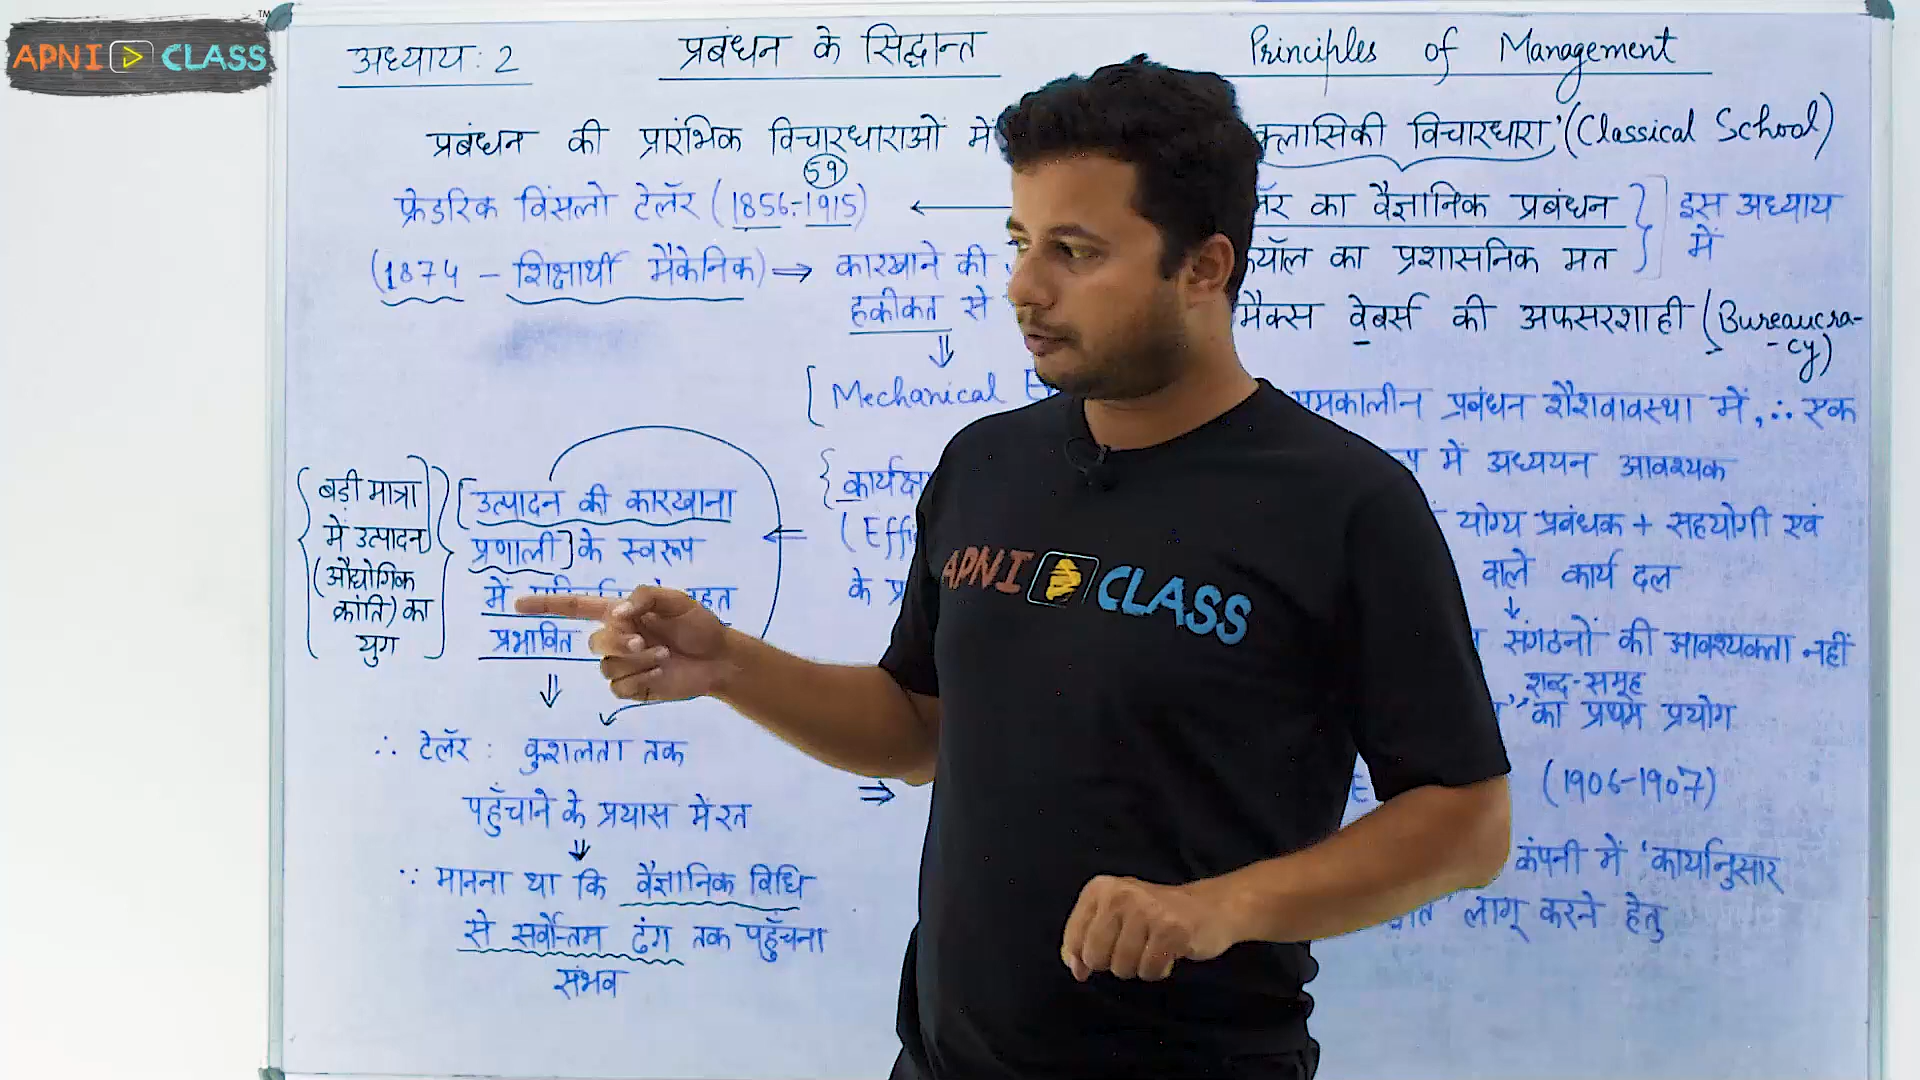 APNI CLASS
TM
अध्याय : 2
प्रबंधन के सिद्धान्त
Principles of Management
प्रबंधन की प्रारंभिक विचारधाराओं में
क्लासिकी विचारधारा' (Classical School)
59
फ्रेडरिक विंसलो टेलॅर (1856-1915)
का वैज्ञानिक प्रबंधन
इस अध्याय
में
(1874 - शिक्षार्थी मैकेनिक) ⇒ कारखाने की
का प्रशासनिक मत
हकीकत से
मैक्स वेबर्स की अफसरशाही (Bureaucra-
-cy)
[Mechanical
समकालीन प्रबंधन शैशवावस्था में, ∴ एक
में अध्ययन आवश्यक
बड़ी मात्रा
में उत्पादन
(औद्योगिक
क्रांति) का
युग
[उत्पादन की कारखाना
प्रणाली] के स्वरूप
में
प्रभावित
योग्य प्रबंधक + सहयोगी एवं
वाले कार्य दल
के
संगठनों की आवश्यकता नहीं
शब्द-समूह
का प्रथम प्रयोग
∴ टेलॅर : कुशलता तक
पहुँचाने के प्रयास में रत
(1906-1907)
∵ मानना था कि वैज्ञानिक विधि
से सर्वोत्तम ढंग तक पहुँचना
संभव
कंपनी में 'कार्यानुसार
लागू करने हेतु
APNI CLASS